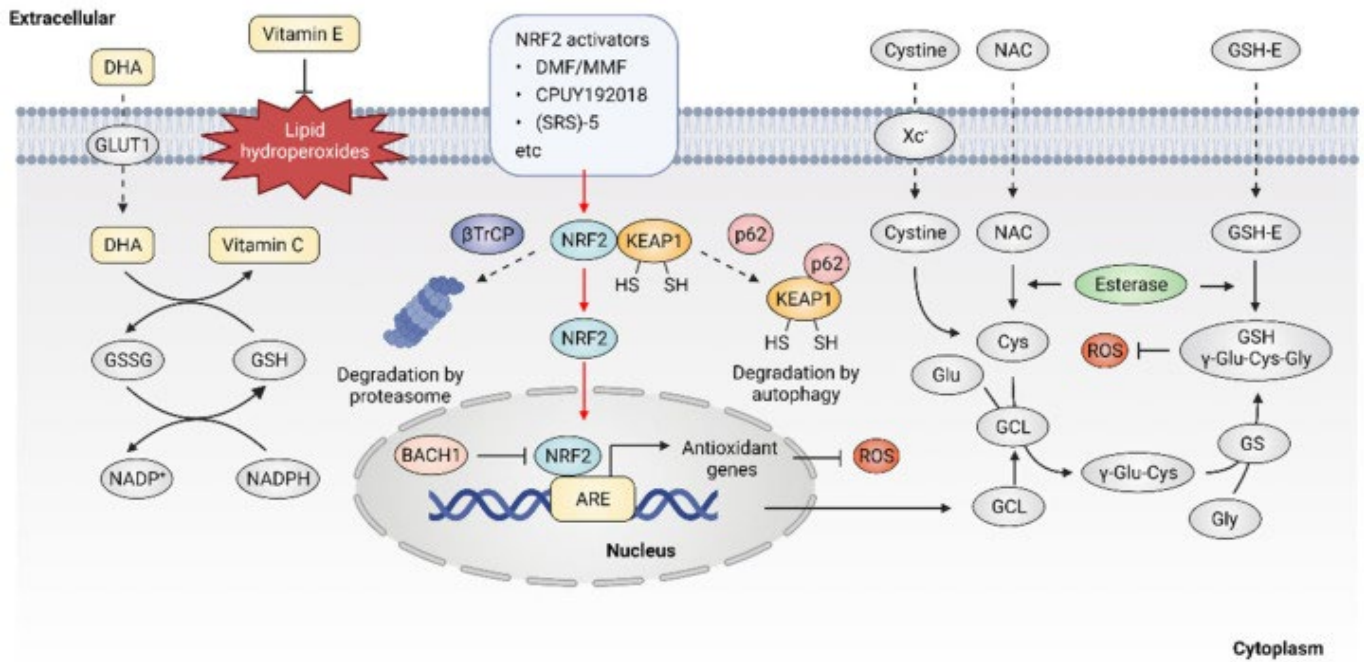 Extracellular
DHA
GLUT1
DHA
Vitamin C
GSSG
GSH
NADP+
NADPH
Vitamin E
Lipid
hydroperoxides
NRF2 activators
• DMF/MMF
• CPUY192018
• (SRS)-5
etc
βTrCP
NRF2
KEAP1
HS
SH
p62
p62
KEAP1
HS
SH
Degradation by
proteasome
NRF2
Degradation by
autophagy
BACH1
NRF2
ARE
Antioxidant
genes
ROS
Nucleus
Cystine
NAC
GSH-E
Xc-
Cystine
NAC
GSH-E
Esterase
Cys
ROS
GSH
γ-Glu-Cys-Gly
Glu
GCL
γ-Glu-Cys
GS
GCL
Gly
Cytoplasm